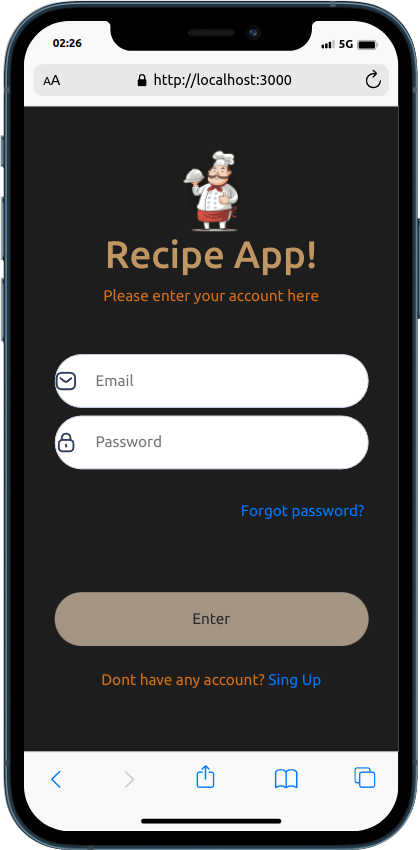 02:26
5G
AA http://localhost:3000
Recipe App!
Please enter your account here
Email
Password
Forgot password?
Enter
Dont have any account? Sing Up